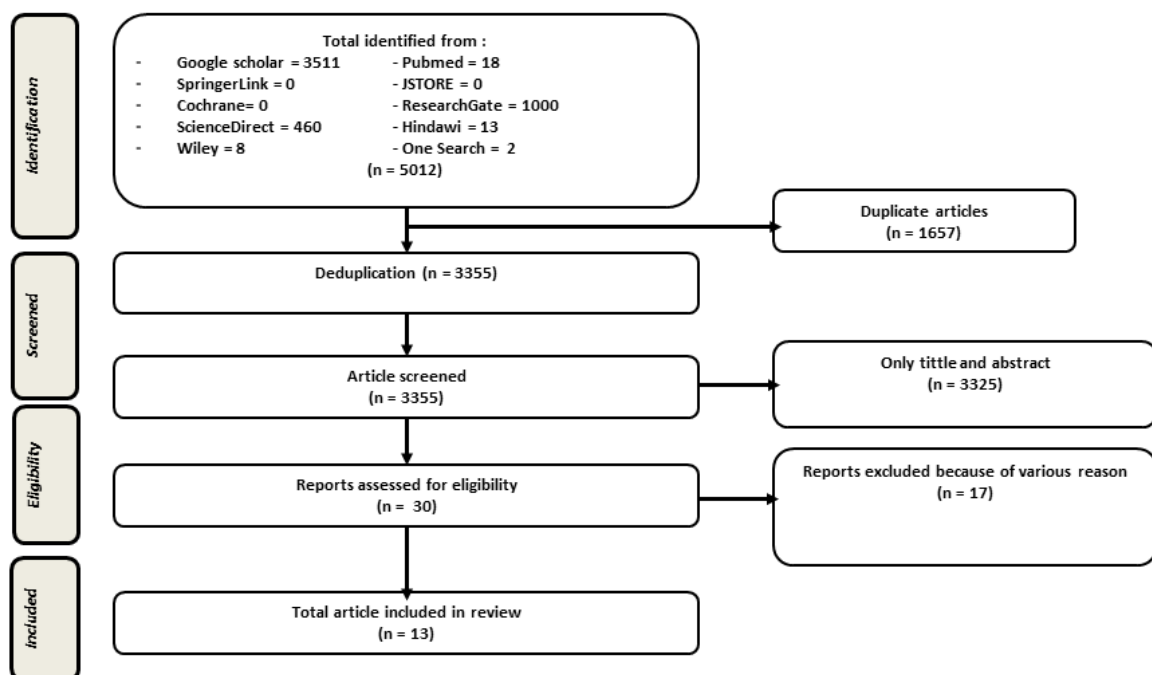 Identification
Total identified from :
- Google scholar = 3511 - Pubmed = 18
- SpringerLink = 0 - JSTORE = 0
- Cochrane= 0 - ResearchGate = 1000
- ScienceDirect = 460 - Hindawi = 13
- Wiley = 8 - One Search = 2
(n = 5012)
Duplicate articles
(n = 1657)
Screened
Deduplication (n = 3355)
Article screened
(n = 3355)
Only tittle and abstract
(n = 3325)
Eligibility
Reports assessed for eligibility
(n = 30)
Reports excluded because of various reason
(n = 17)
Included
Total article included in review
(n = 13)